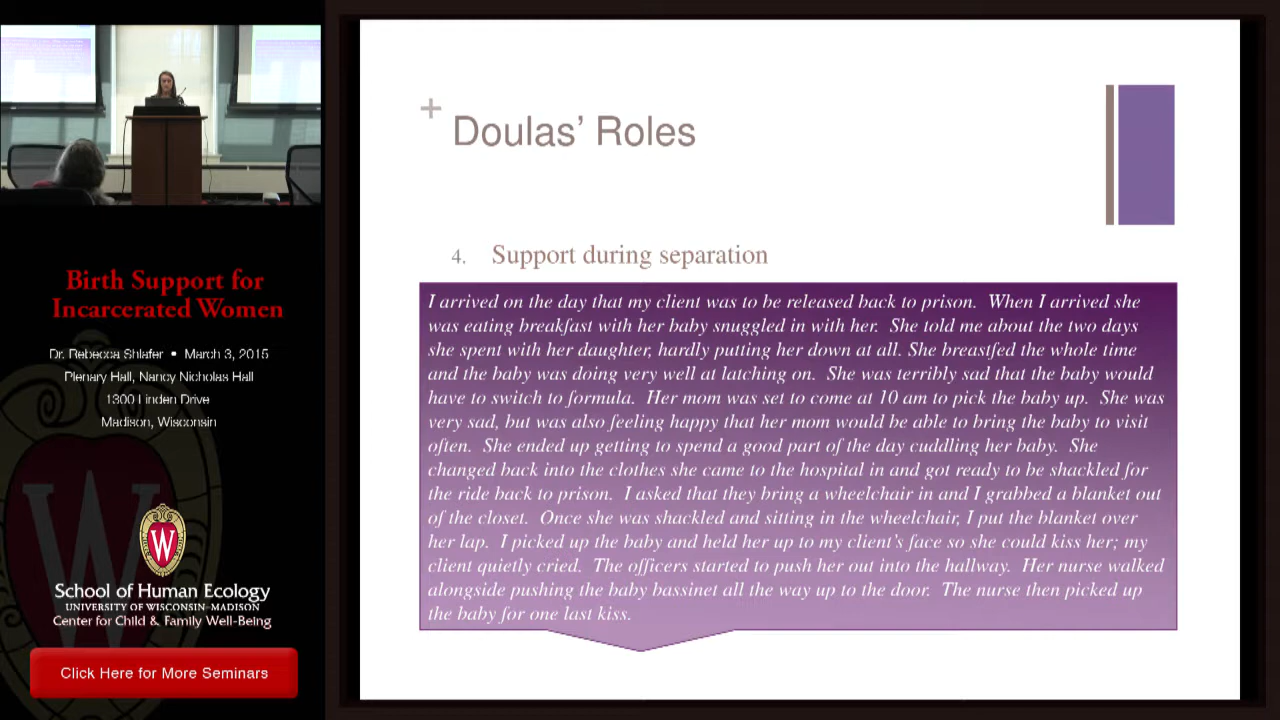 Birth Support for
Incarcerated Women
Dr. Rebecca Shlafer • March 3, 2015
Plenary Hall, Nancy Nicholas Hall
1300 Linden Drive
Madison, Wisconsin
W
School of Human Ecology
UNIVERSITY OF WISCONSIN-MADISON
Center for Child & Family Well-Being
Click Here for More Seminars
+
Doulas’ Roles
4. Support during separation
I arrived on the day that my client was to be released back to prison. When I arrived she
was eating breakfast with her baby snuggled in with her. She told me about the two days
she spent with her daughter, hardly putting her down at all. She breastfed the whole time
and the baby was doing very well at latching on. She was terribly sad that the baby would
have to switch to formula. Her mom was set to come at 10 am to pick the baby up. She was
very sad, but was also feeling happy that her mom would be able to bring the baby to visit
often. She ended up getting to spend a good part of the day cuddling her baby. She
changed back into the clothes she came to the hospital in and got ready to be shackled for
the ride back to prison. I asked that they bring a wheelchair in and I grabbed a blanket out
of the closet. Once she was shackled and sitting in the wheelchair, I put the blanket over
her lap. I picked up the baby and held her up to my client’s face so she could kiss her; my
client quietly cried. The officers started to push her out into the hallway. Her nurse walked
alongside pushing the baby bassinet all the way up to the door. The nurse then picked up
the baby for one last kiss.